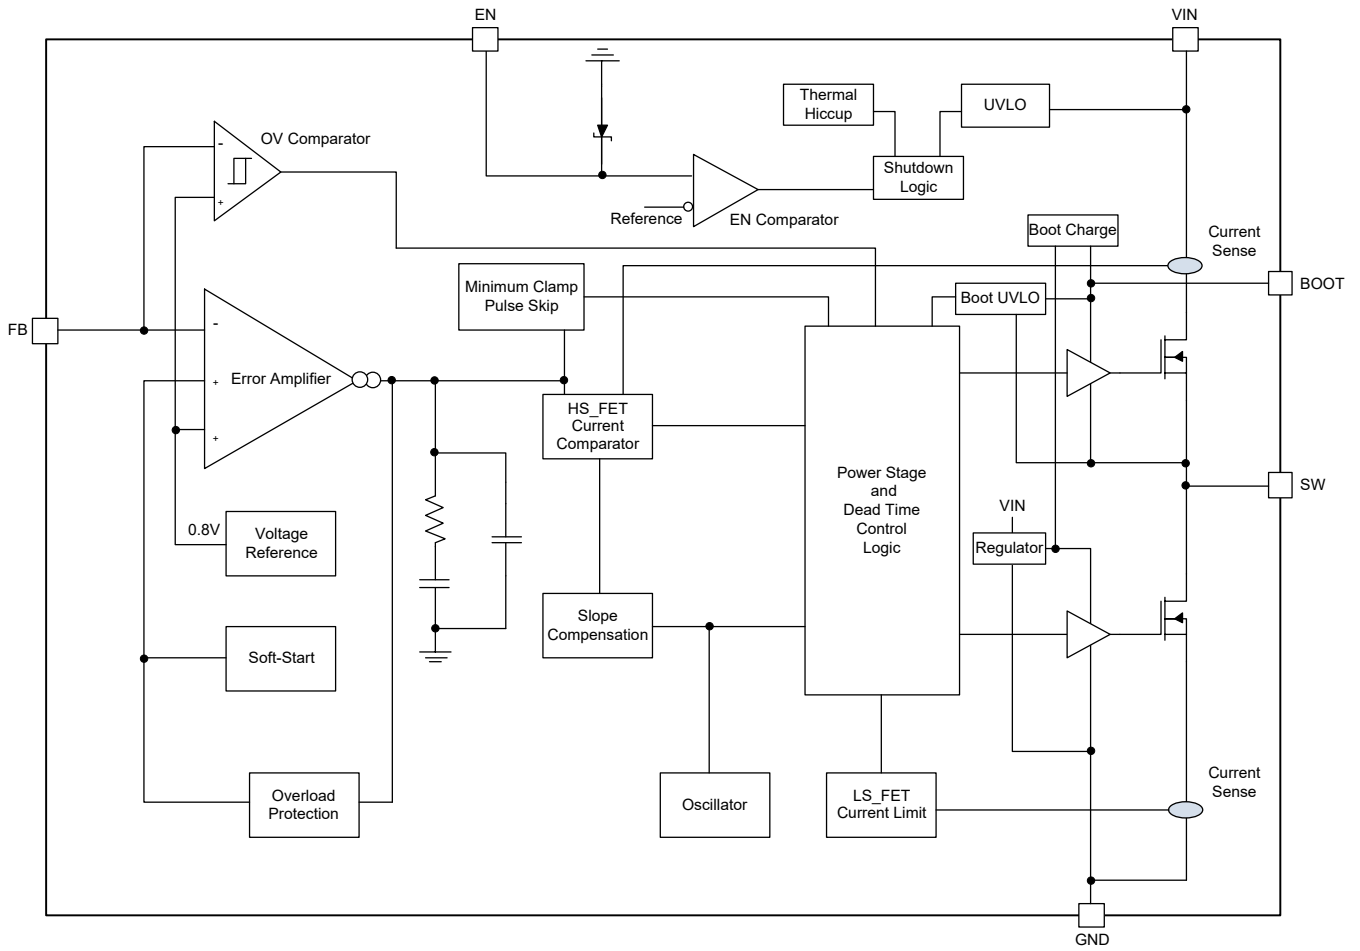 EN
VIN
Thermal
Hiccup
UVLO
OV Comparator
-
+
Shutdown
Logic
Reference
EN Comparator
Boot Charge
Current
Sense
Minimum Clamp
Pulse Skip
Boot UVLO
BOOT
FB
-
Error Amplifier
+
+
HS_FET
Current
Comparator
Power Stage
and
Dead Time
Control
Logic
SW
VIN
0.8V
Voltage
Reference
Regulator
Slope
Compensation
Soft-Start
Current
Sense
Overload
Protection
Oscillator
LS_FET
Current Limit
GND